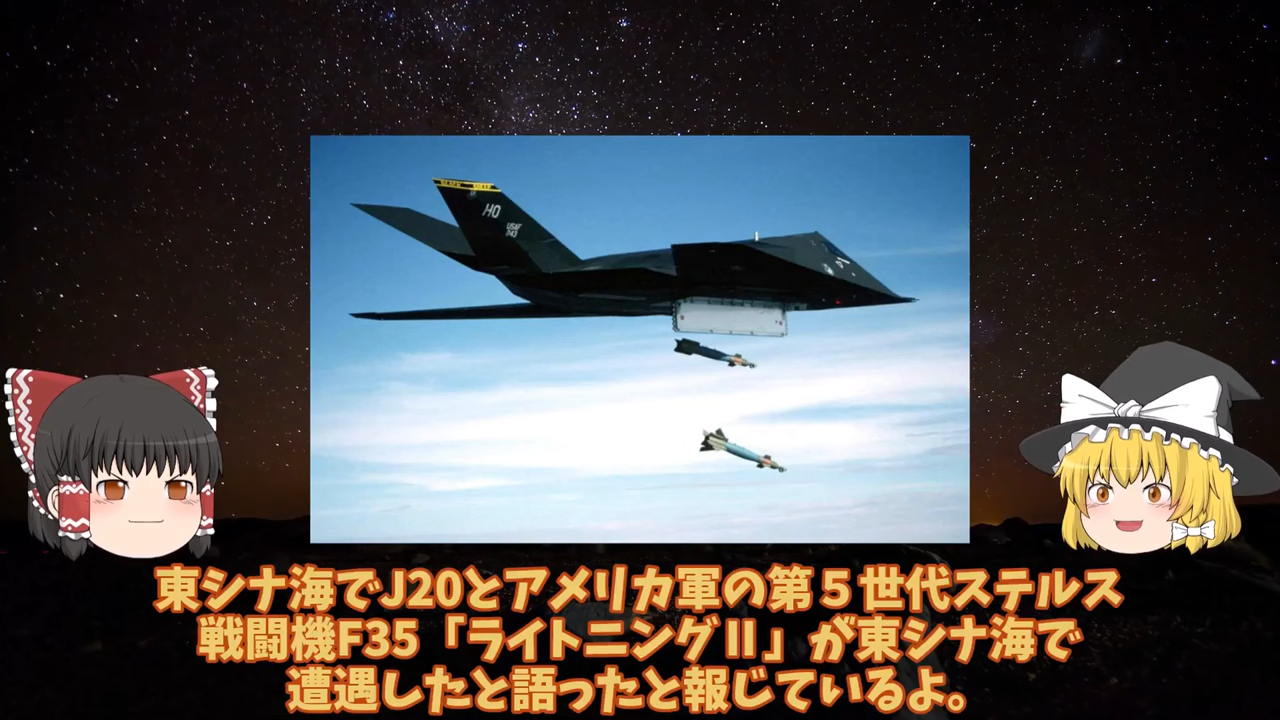 HO
USAF
043
東シナ海でJ20とアメリカ軍の第５世代ステルス
戦闘機F35「ライトニングⅡ」が東シナ海で
遭遇したと語ったと報じているよ。